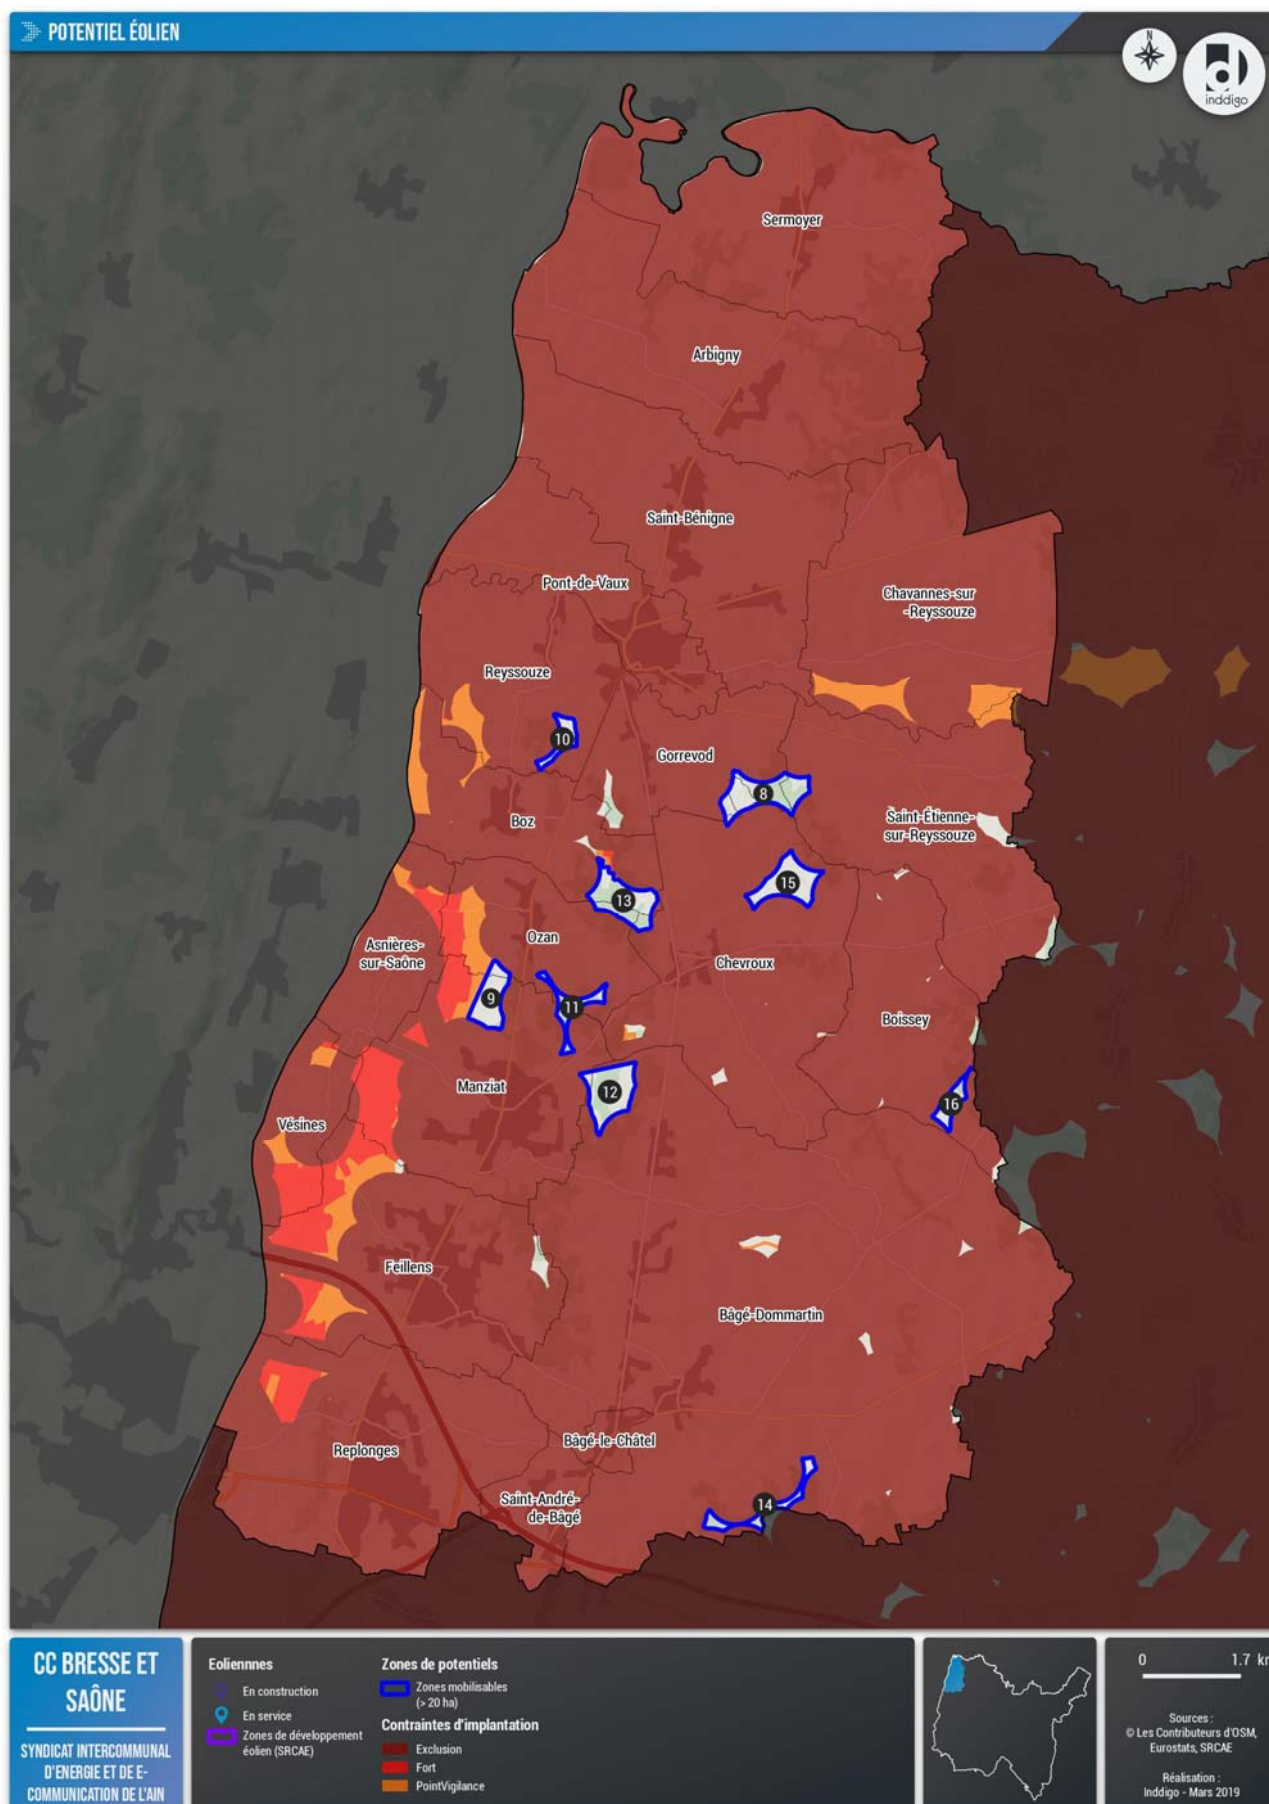 POTENTIEL ÉOLIEN
N
inddigo
Sermoyer
Arbigny
Saint-Bénigne
Pont-de-Vaux
Chavannes-sur
-Reyssouze
Reyssouze
10
Gorrevod
8
Boz
Saint-Étienne-
sur-Reyssouze
15
13
Ozan
Asnières-
sur-Saône
Chevroux
9
11
Boissey
Manziat
12
16
Vésines
Feillens
Bâgé-Dommartin
Replonges
Bâgé-le-Châtel
Saint-André-
de-Bâgé
14
CC BRESSE ET
SAÔNE
SYNDICAT INTERCOMMUNAL
D'ENERGIE ET DE E-
COMMUNICATION DE L'AIN
Eoliennnes
En construction
En service
Zones de développement
éolien (SRCAE)
Zones de potentiels
Zones mobilisables
(> 20 ha)
Contraintes d'implantation
Exclusion
Fort
PointVigilance
0 1.7 km
Sources :
© Les Contributeurs d'OSM,
Eurostats, SRCAE
Réalisation :
Inddigo - Mars 2019